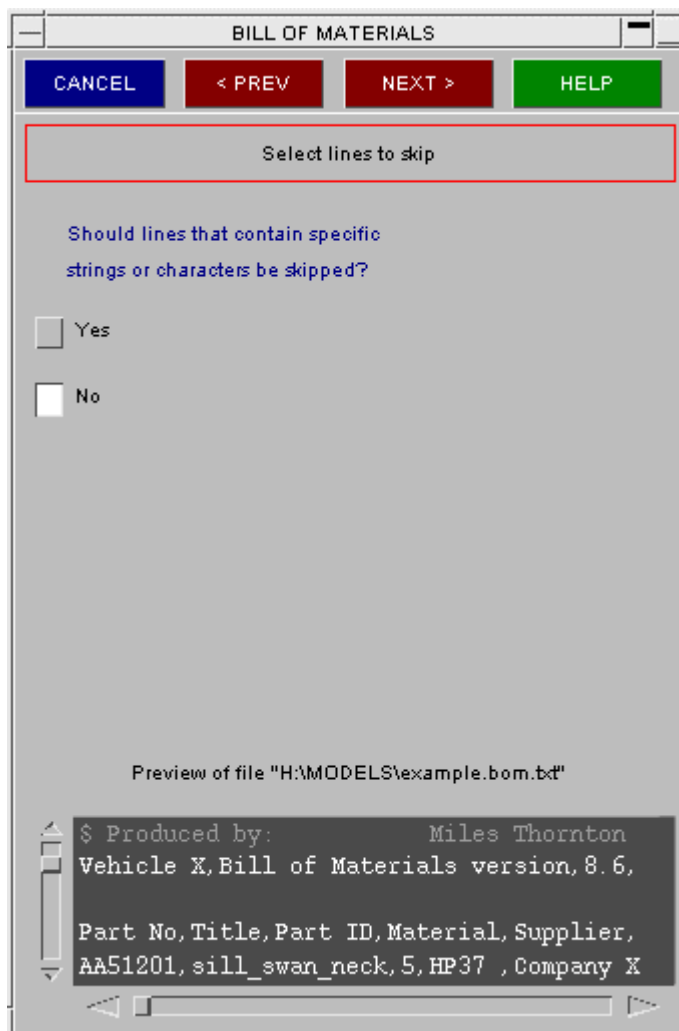 BILL OF MATERIALS
CANCEL
< PREV
NEXT >
HELP
Select lines to skip
Should lines that contain specific
strings or characters be skipped?
Yes
No
Preview of file "H:\MODELS\example.bom.txt"
$ Produced by: Miles Thornton
Vehicle X,Bill of Materials version,8.6,
Part No,Title,Part ID,Material,Supplier,
AA51201,sill_swan_neck,5,HP37 ,Company X